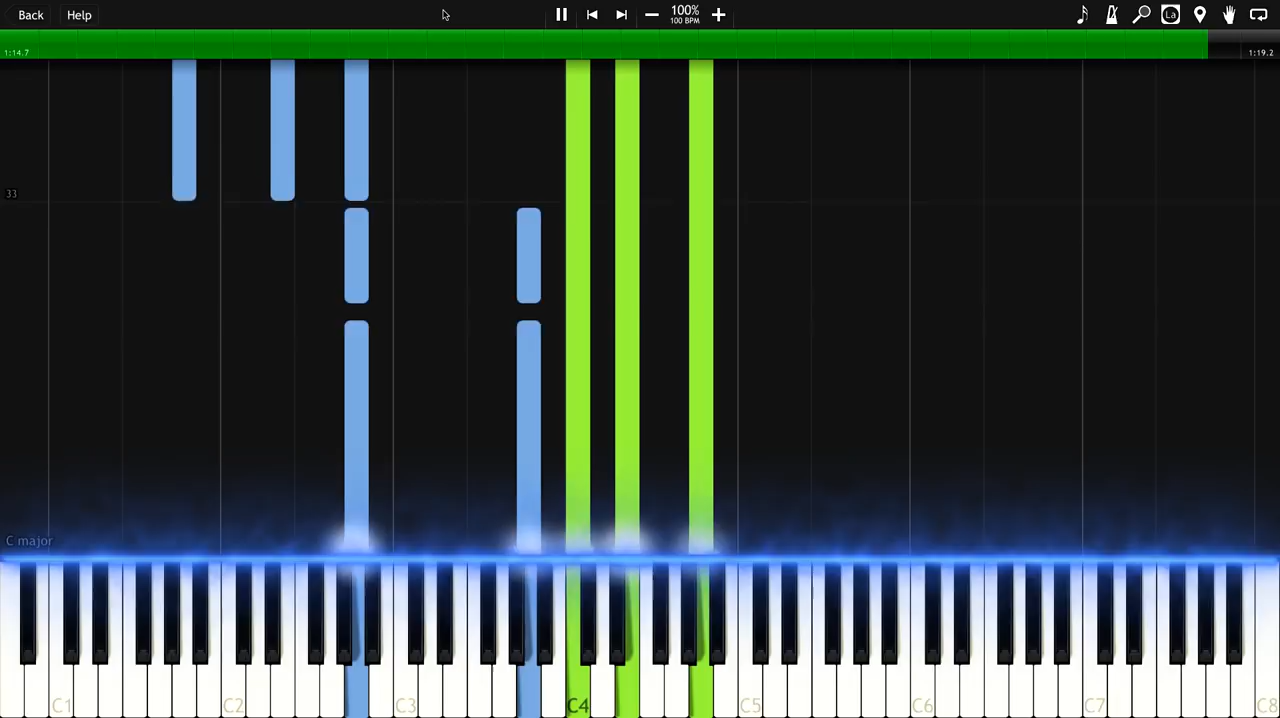 Back
Help
100%
100 BPM
La
1:14.7
1:19.2
33
C major
C1
C2
C3
C4
C5
C6
C7
C8